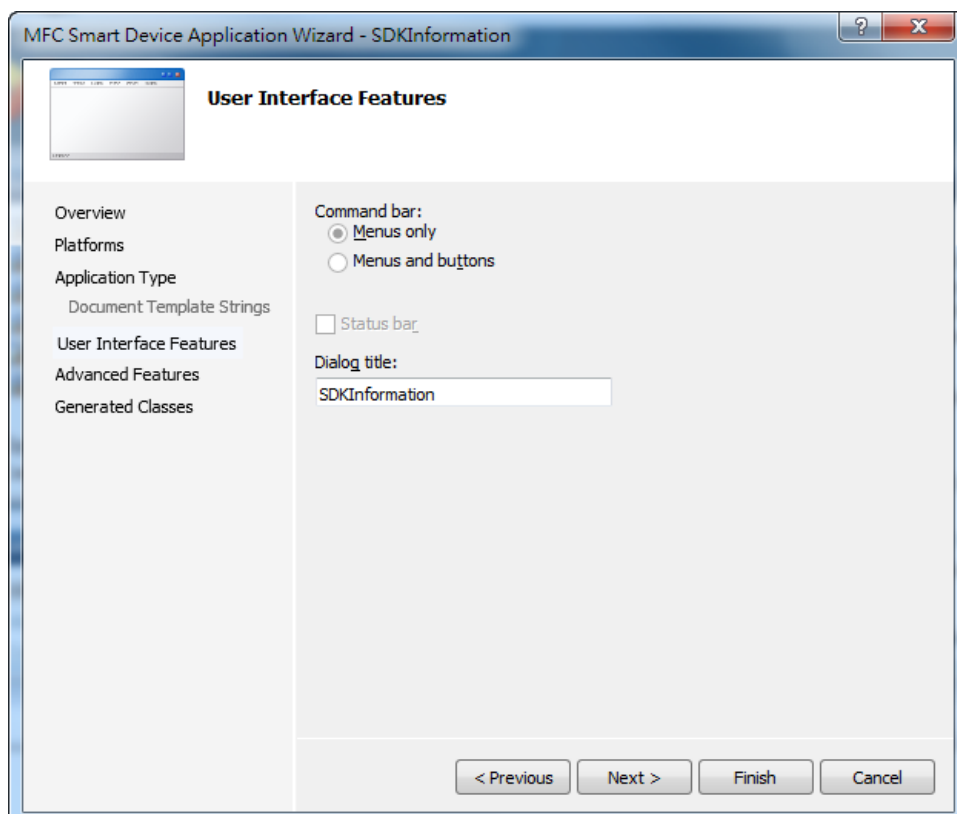 MFC Smart Device Application Wizard - SDKInformation
?
User Interface Features
Overview
Platforms
Application Type
Document Template Strings
User Interface Features
Advanced Features
Generated Classes
Command bar:
Menus only
Menus and buttons
Status bar
Dialog title:
SDKInformation
< Previous
Next >
Finish
Cancel